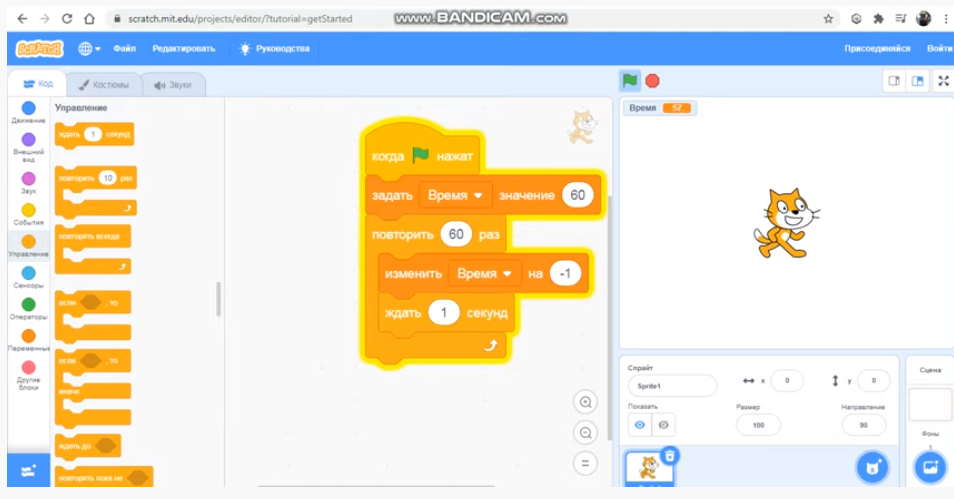 scratch.mit.edu/projects/editor/?tutorial=getStarted
www.BANDICAM.com
SCRATCH
Файл Редактировать Руководства Присоединяйся Войти
Код Костюмы Звуки
Управление
Движение
Внешний вид
Звук
События
Управление
Сенсоры
Операторы
Переменные
Другие блоки
ждать 1 секунд
повторить 10 раз
повторять всегда
если , то
если , то
иначе
ждать до
повторять пока не
когда нажат
задать Время значение 60
повторить 60 раз
изменить Время на -1
ждать 1 секунд
Время 57
Спрайт
Sprite1
x 0
y 0
Показать
Размер
100
Направление
90
Сцена
Фоны
1